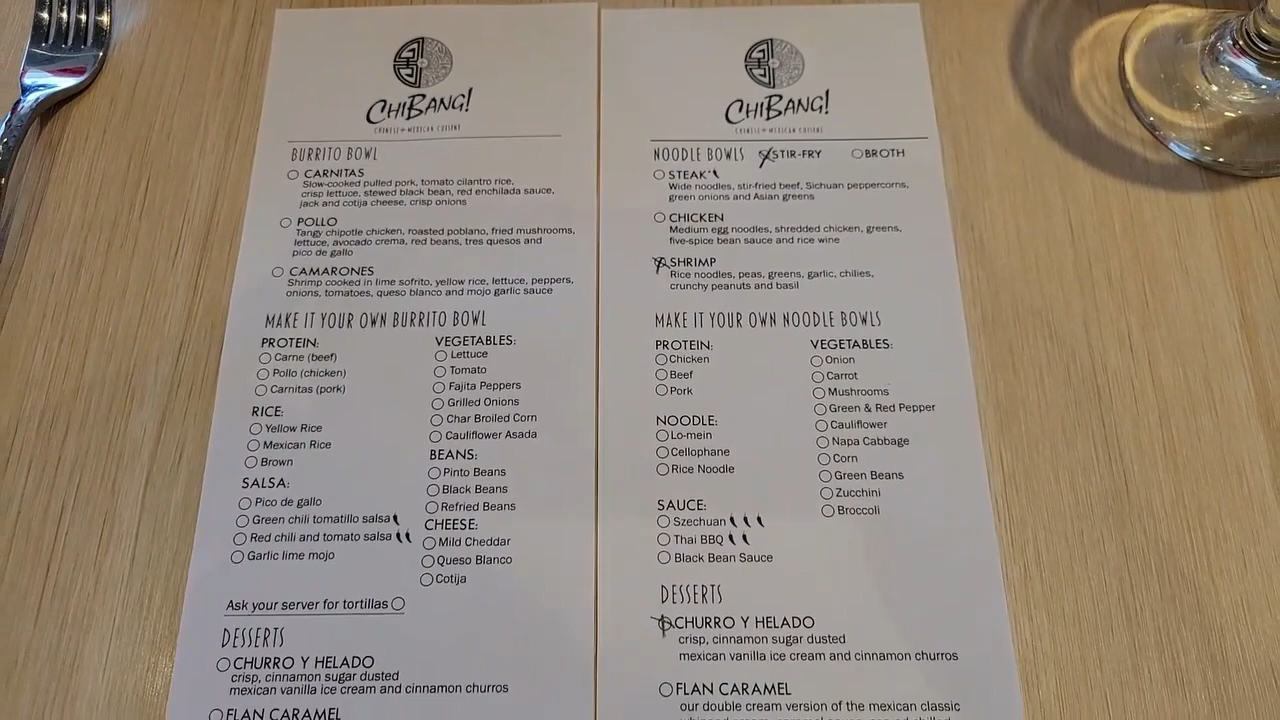 CHIBANG!
CHINESE & MEXICAN CUISINE
BURRITO BOWL
CARNITAS
Slow-cooked pulled pork, tomato cilantro rice,
crisp lettuce, stewed black bean, red enchilada sauce,
jack and cotija cheese, crisp onions
POLLO
Tangy chipotle chicken, roasted poblano, fried mushrooms,
lettuce, avocado crema, red beans, tres quesos and
pico de gallo
CAMARONES
Shrimp cooked in lime sofrito, yellow rice, lettuce, peppers,
onions, tomatoes, queso blanco and mojo garlic sauce
MAKE IT YOUR OWN BURRITO BOWL
PROTEIN:
Carne (beef)
Pollo (chicken)
Carnitas (pork)
RICE:
Yellow Rice
Mexican Rice
Brown
SALSA:
Pico de gallo
Green chili tomatillo salsa
Red chili and tomato salsa
Garlic lime mojo
VEGETABLES:
Lettuce
Tomato
Fajita Peppers
Grilled Onions
Char Broiled Corn
Cauliflower Asada
BEANS:
Pinto Beans
Black Beans
Refried Beans
CHEESE:
Mild Cheddar
Queso Blanco
Cotija
Ask your server for tortillas
DESSERTS
CHURRO Y HELADO
crisp, cinnamon sugar dusted
mexican vanilla ice cream and cinnamon churros
FLAN CARAMEL
CHIBANG!
CHINESE & MEXICAN CUISINE
NOODLE BOWLS STIR-FRY BROTH
STEAK*
Wide noodles, stir-fried beef, Sichuan peppercorns,
green onions and Asian greens
CHICKEN
Medium egg noodles, shredded chicken, greens,
five-spice bean sauce and rice wine
SHRIMP
Rice noodles, peas, greens, garlic, chilies,
crunchy peanuts and basil
MAKE IT YOUR OWN NOODLE BOWLS
PROTEIN:
Chicken
Beef
Pork
NOODLE:
Lo-mein
Cellophane
Rice Noodle
SAUCE:
Szechuan
Thai BBQ
Black Bean Sauce
VEGETABLES:
Onion
Carrot
Mushrooms
Green & Red Pepper
Cauliflower
Napa Cabbage
Corn
Green Beans
Zucchini
Broccoli
DESSERTS
CHURRO Y HELADO
crisp, cinnamon sugar dusted
mexican vanilla ice cream and cinnamon churros
FLAN CARAMEL
our double cream version of the mexican classic